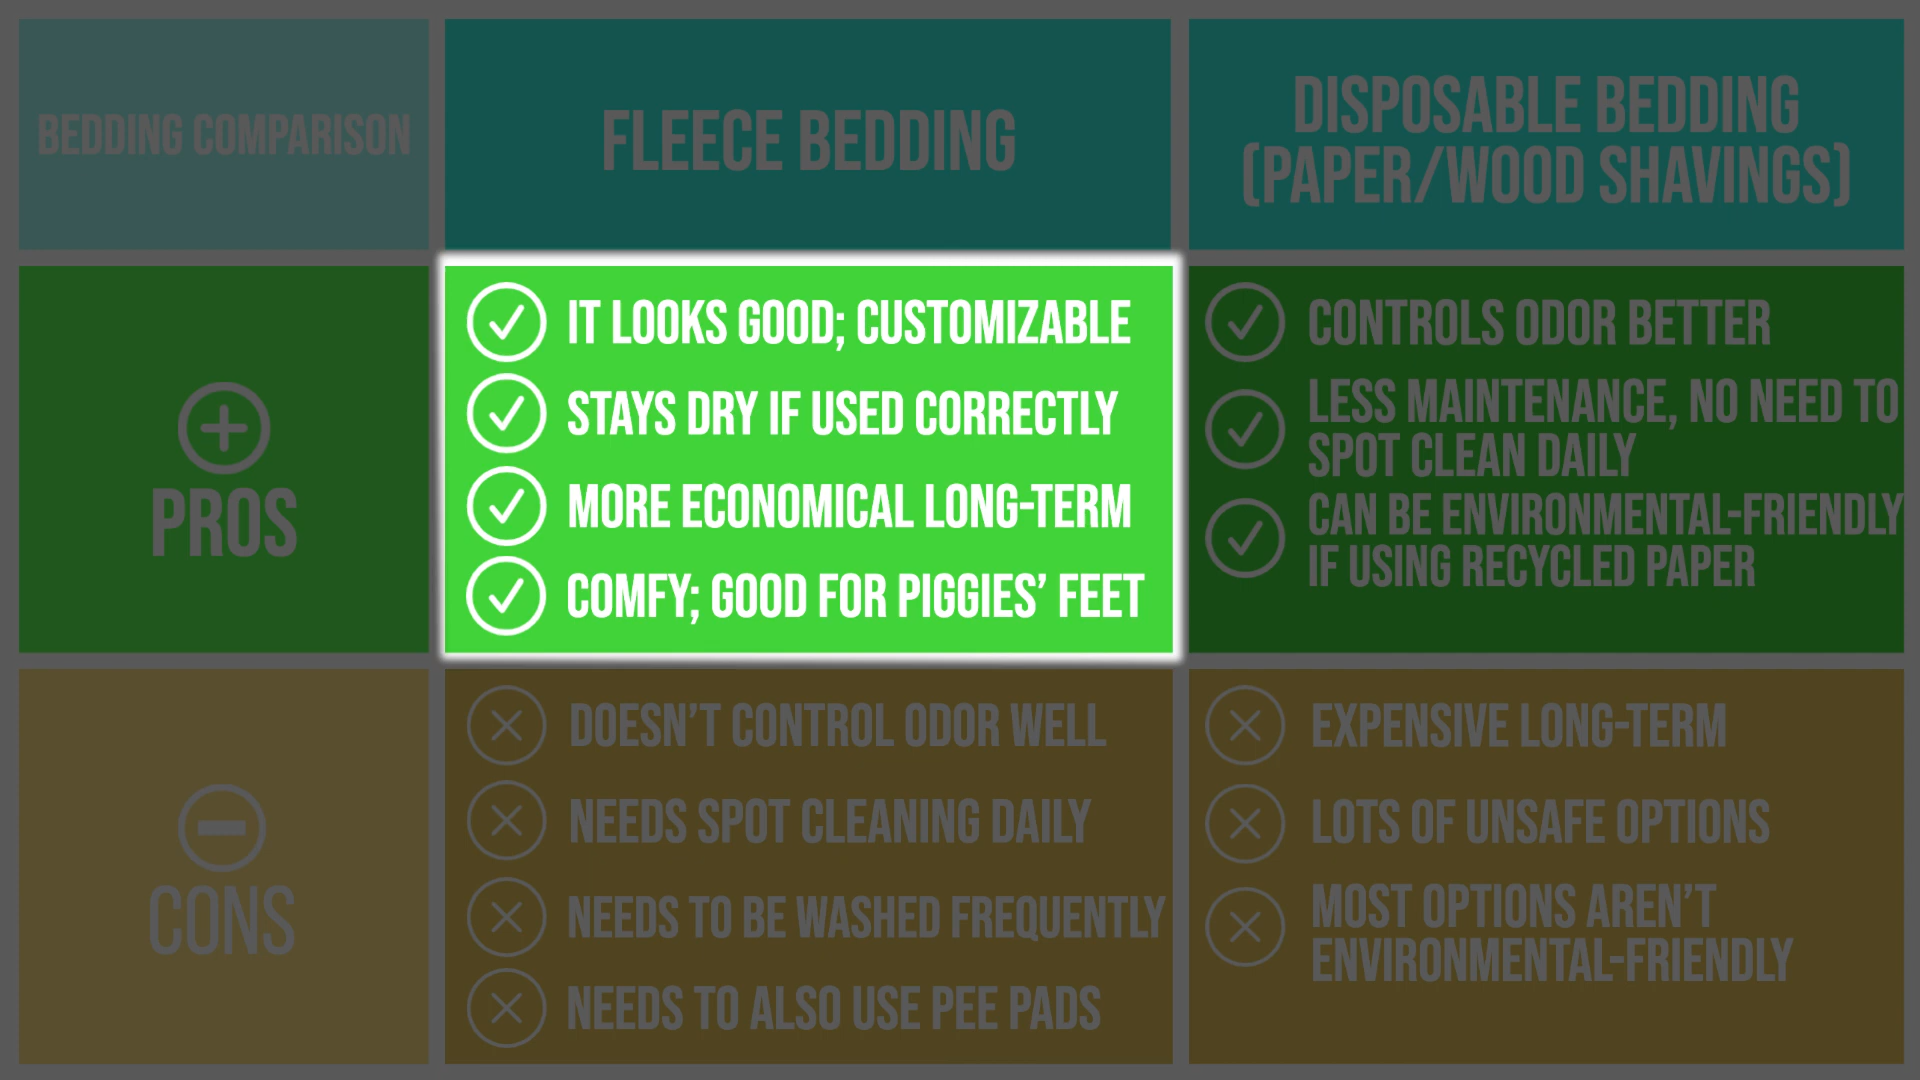 BEDDING COMPARISON
FLEECE BEDDING
DISPOSABLE BEDDING
(PAPER/WOOD SHAVINGS)
PROS
IT LOOKS GOOD; CUSTOMIZABLE
STAYS DRY IF USED CORRECTLY
MORE ECONOMICAL LONG-TERM
COMFY; GOOD FOR PIGGIES’ FEET
CONTROLS ODOR BETTER
LESS MAINTENANCE, NO NEED TO
SPOT CLEAN DAILY
CAN BE ENVIRONMENTAL-FRIENDLY
IF USING RECYCLED PAPER
CONS
DOESN’T CONTROL ODOR WELL
NEEDS SPOT CLEANING DAILY
NEEDS TO BE WASHED FREQUENTLY
NEEDS TO ALSO USE PEE PADS
EXPENSIVE LONG-TERM
LOTS OF UNSAFE OPTIONS
MOST OPTIONS AREN’T
ENVIRONMENTAL-FRIENDLY